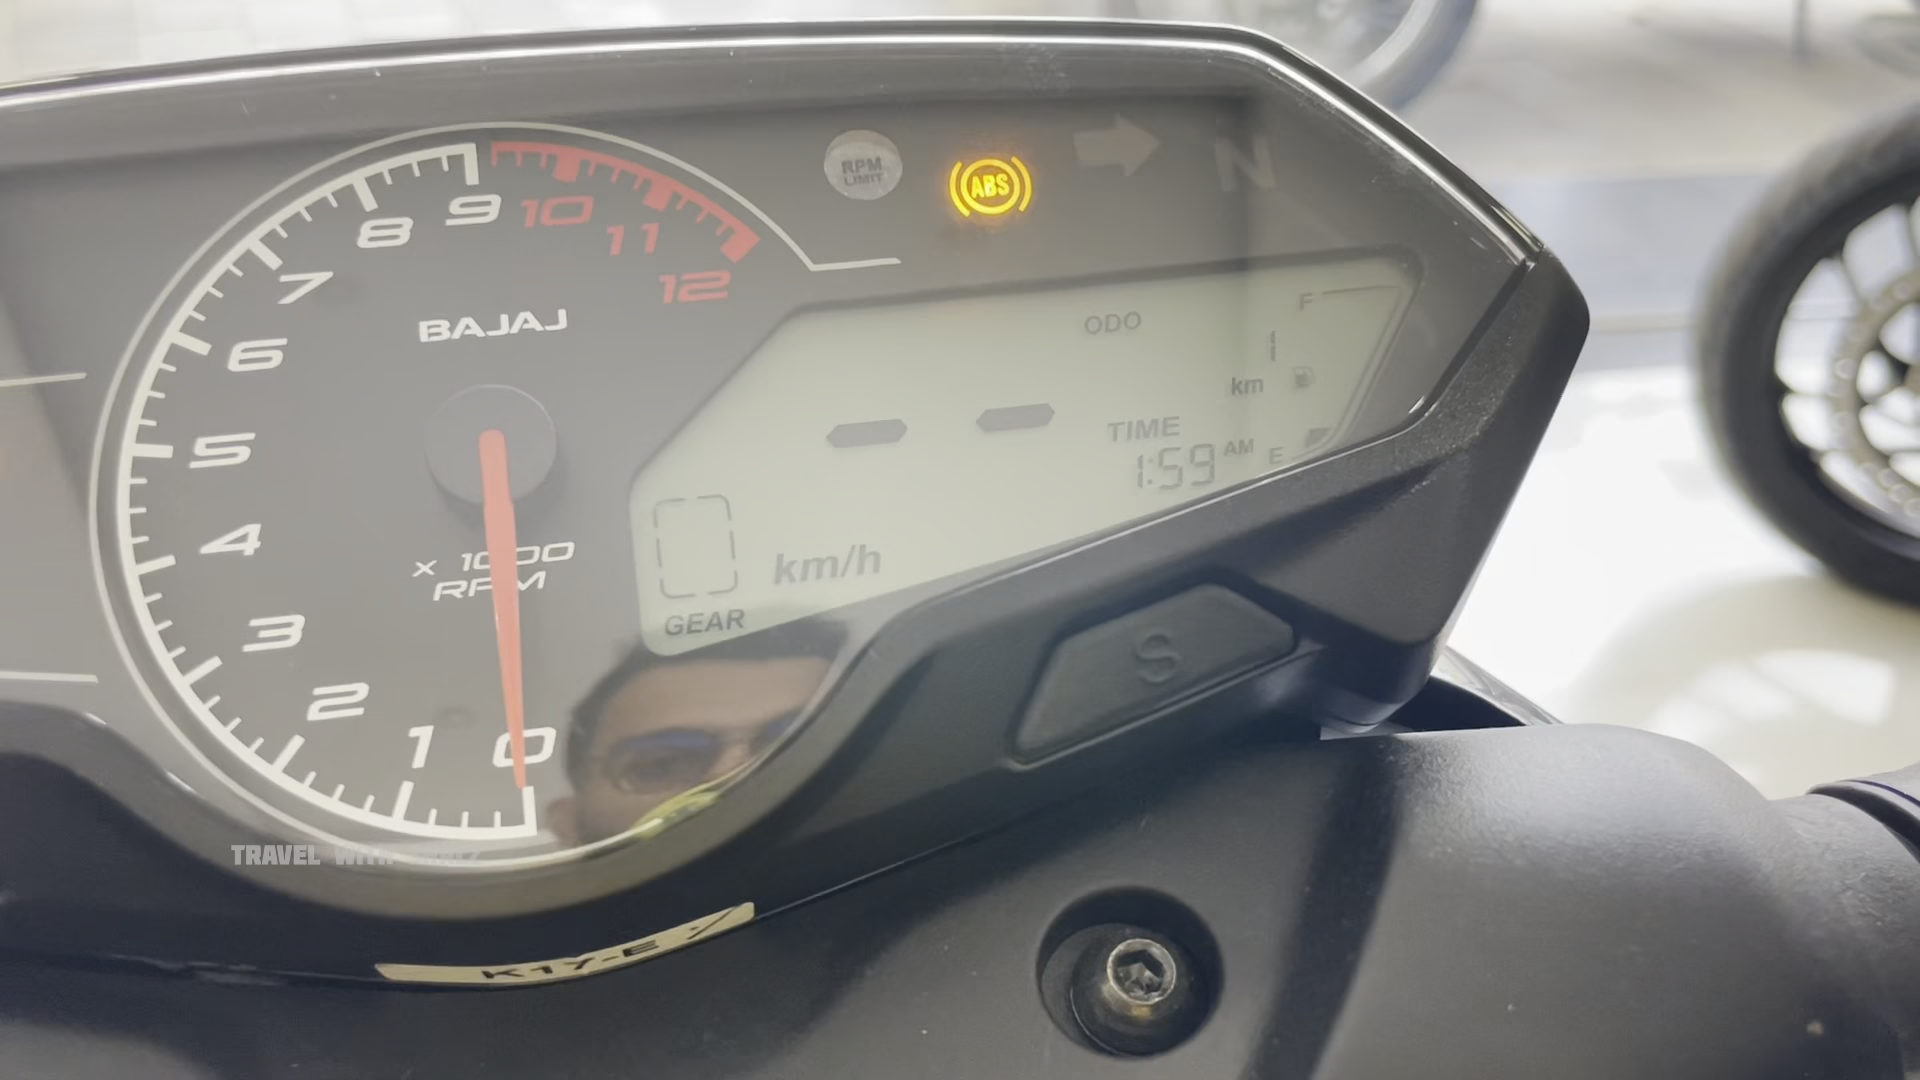 RPM
LIMIT
ABS
N
9
10
8
11
7
12
BAJAJ
ODO
F
6
1
km
TIME
5
1:59 AM
E
4
x 1000
RPM
km/h
GEAR
3
S
2
1
0
TRAVEL WITH
K17-E